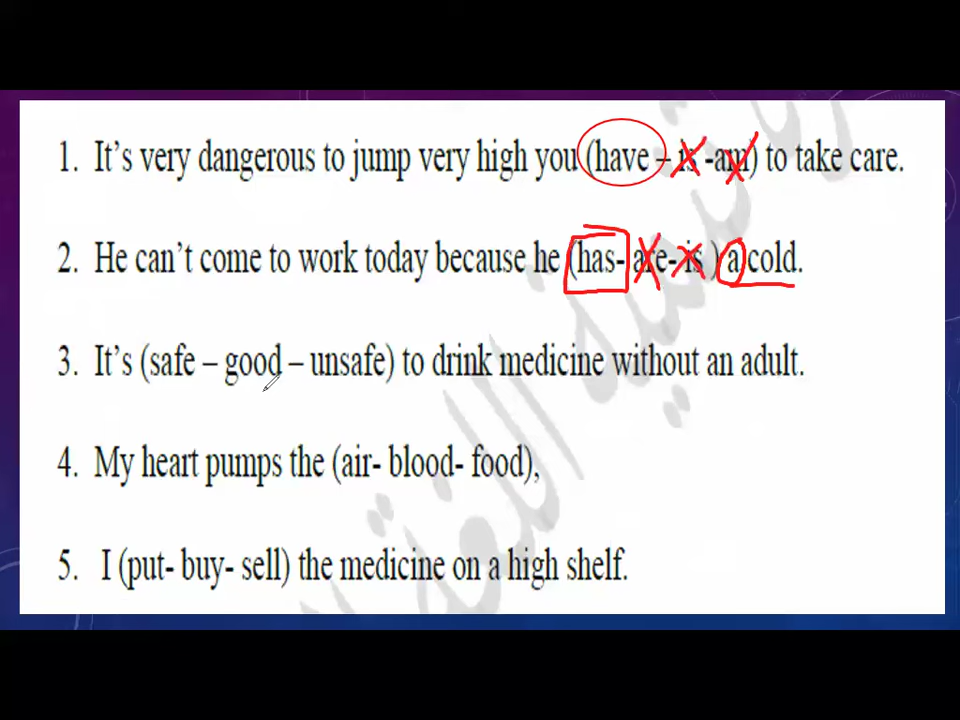 1. It's very dangerous to jump very high you (have – is -am) to take care.
2. He can't come to work today because he (has- are- is ) a cold.
3. It's (safe – good – unsafe) to drink medicine without an adult.
4. My heart pumps the (air- blood- food),
5. I (put- buy- sell) the medicine on a high shelf.